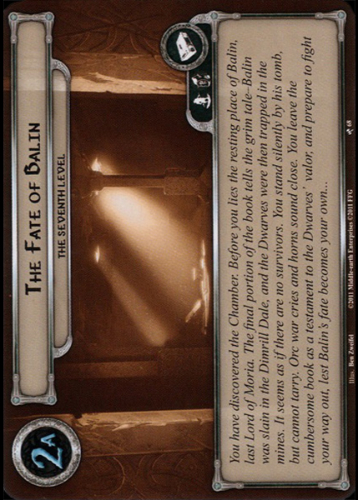 2A
THE FATE OF BALIN
THE SEVENTH LEVEL
You have discovered the Chamber. Before you lies the resting place of Balin,
last Lord of Moria. The final portion of the book tells the grim tale–Balin
was slain in the Dimrill Dale, and the Dwarves were then trapped in the
mines. It seems as if there are no survivors. You stand silently by his tomb,
but cannot tarry. Orc war cries and horns sound close. You leave the
cumbersome book as a testament to the Dwarves' valor, and prepare to fight
your way out, lest Balin's fate becomes your own...
Illus. Ben Zweifel ©2011 Middle-earth Enterprises ©2011 FFG 68